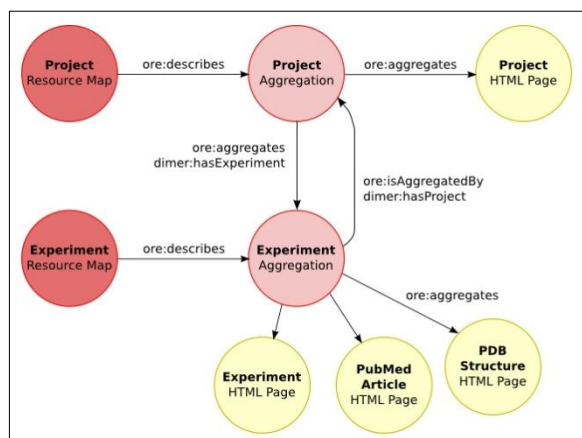 Project
Resource Map
ore:describes
Project
Aggregation
ore:aggregates
Project
HTML Page
ore:aggregates
dimer:hasExperiment
ore:isAggregatedBy
dimer:hasProject
Experiment
Resource Map
ore:describes
Experiment
Aggregation
ore:aggregates
Experiment
HTML Page
PubMed
Article
HTML Page
PDB
Structure
HTML Page